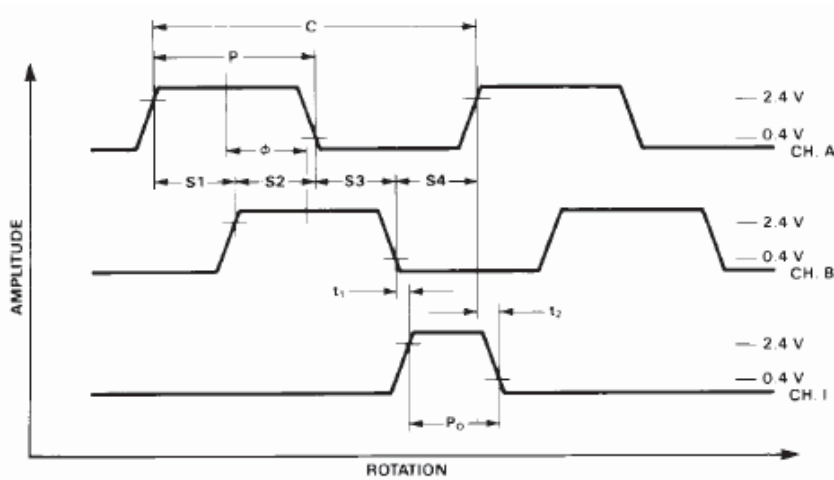 C
P
2.4 V
0.4 V
CH. A
Φ
S1 S2 S3 S4
2.4 V
0.4 V
CH. B
t₁
t₂
2.4 V
0.4 V
CH. I
P₀
AMPLITUDE
ROTATION